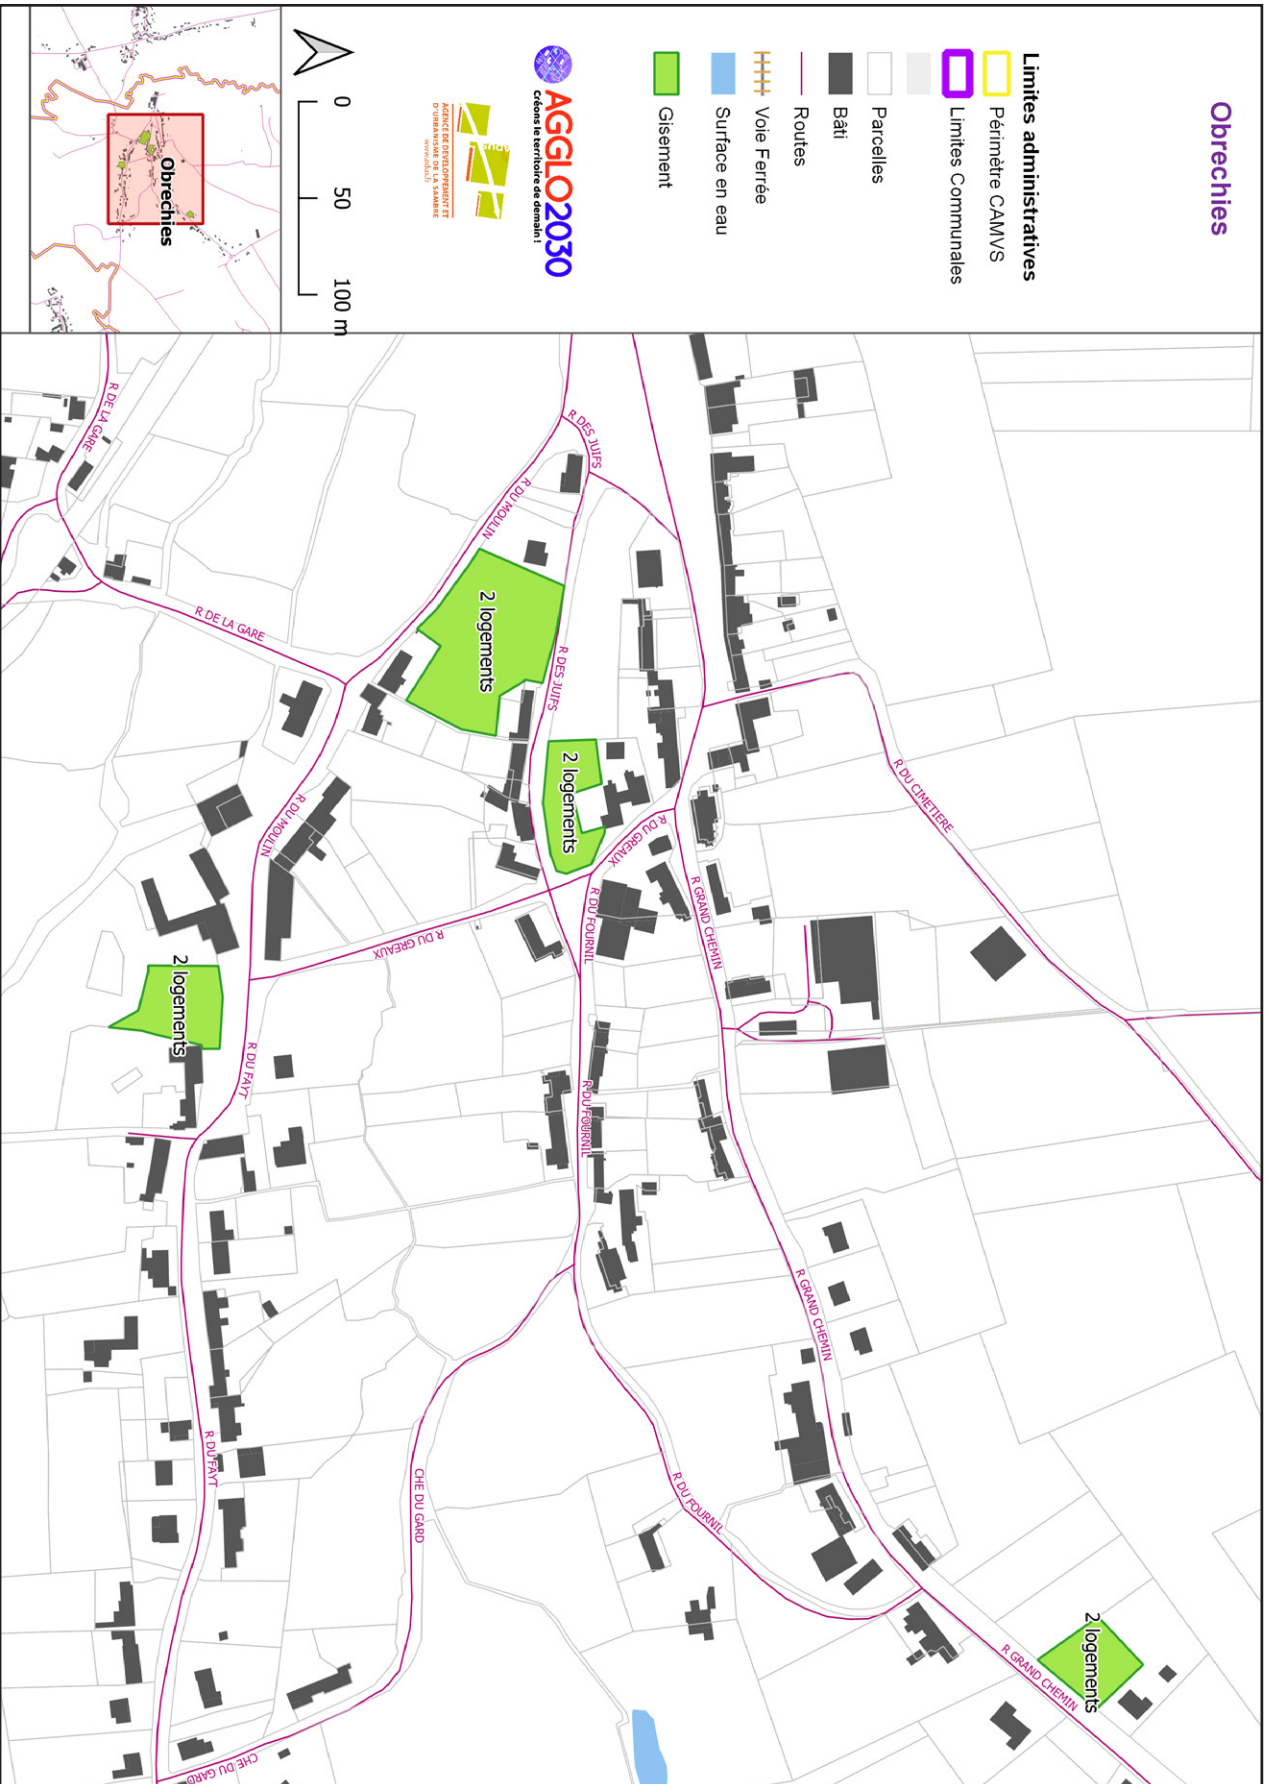 Obrechies
Limites administratives
Périmètre CAMVS
Limites Communales
Parcelles
Bâti
Routes
Voie Ferrée
Surface en eau
Gisement
AGGLO2030
Créons le territoire de demain !
AGENCE DE DEVELOPPEMENT ET
D'URBANISME DE LA SAMBRE
www.adus.fr
0 50 100 m
Obrechies
R DE LA GARE
R DES JUIFS
R DU MOULIN
R DE LA GARE
2 logements
R DES JUIFS
2 logements
R DU GREAUX
R DU CIMETIERE
R DU MOULIN
R GRAND CHEMIN
R DU FOURNIL
R DU GREAUX
2 logements
R DU FAYT
R DU FOURNIL
R GRAND CHEMIN
R DU FAYT
CHE DU GARD
R DU FOURNIL
2 logements
R GRAND CHEMIN
CHE DU GARD